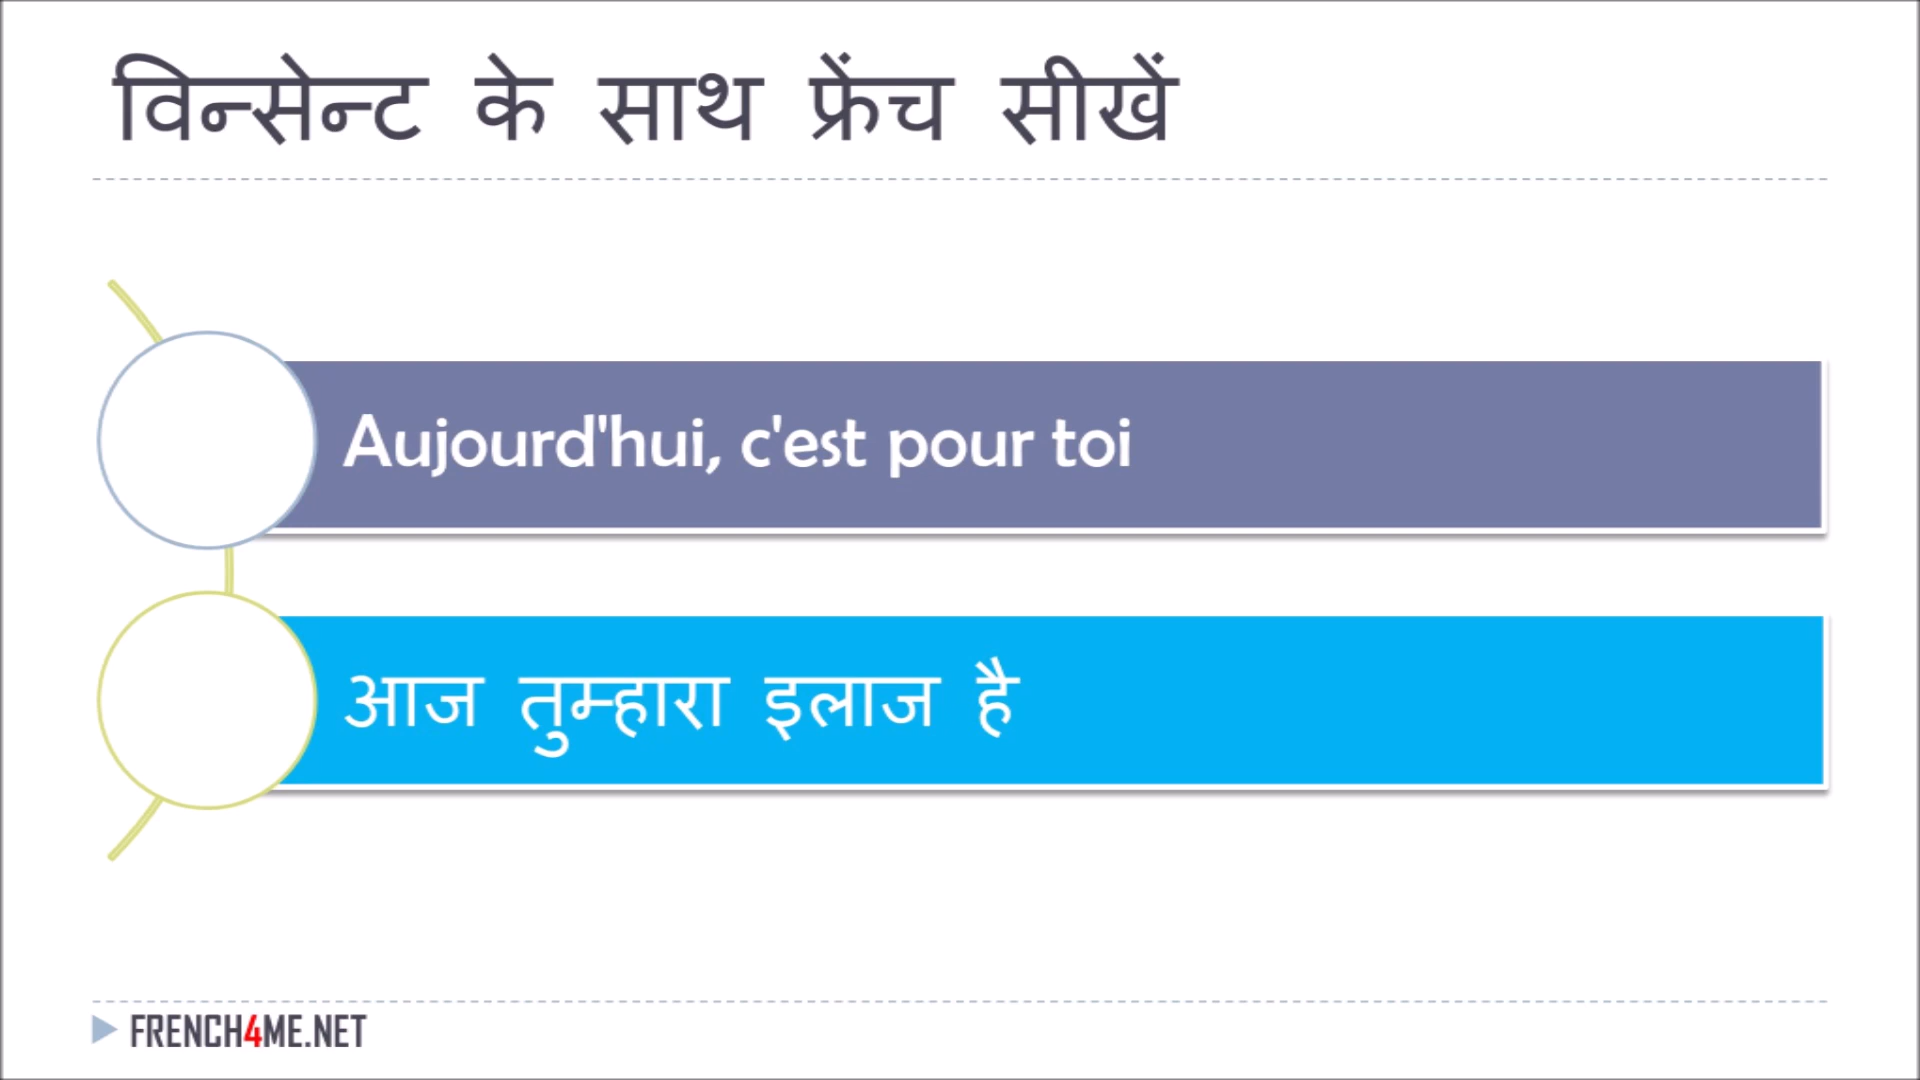 विन्सेन्ट के साथ फ्रेंच सीखें
Aujourd'hui, c'est pour toi
आज तुम्हारा इलाज है
FRENCH4ME.NET